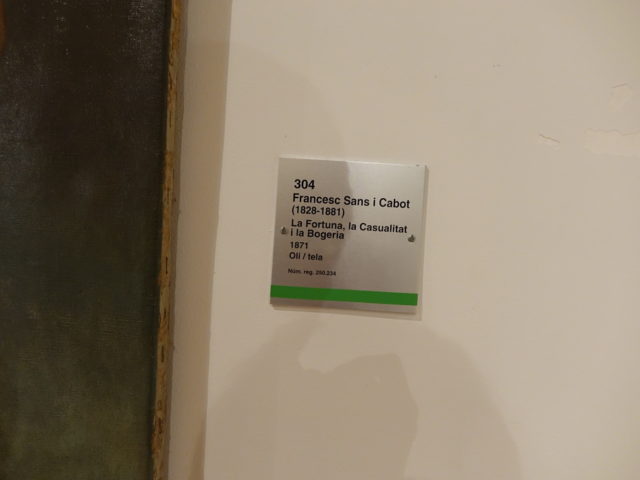 304
Francesc Sans i Cabot
(1828-1881)
La Fortuna, la Casualitat
i la Bogeria
1871
Oli / tela
Núm. reg. 250.234